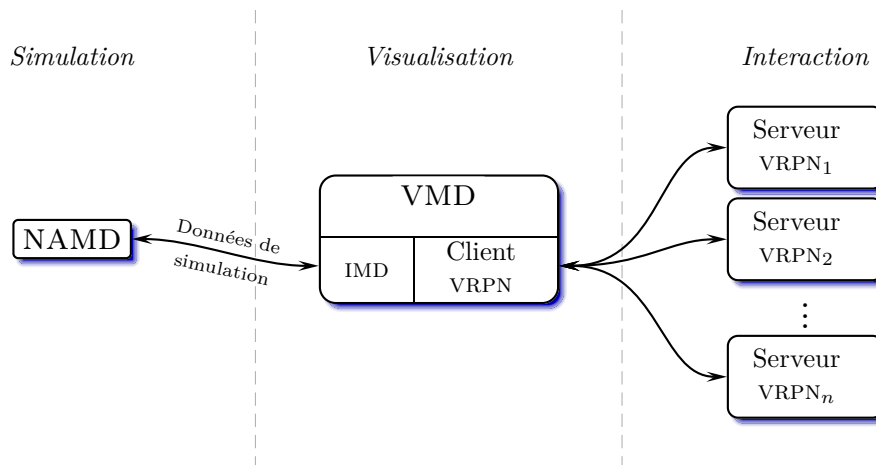 Simulation
Visualisation
Interaction
NAMD
Données de
simulation
VMD
IMD
Client
VRPN
Serveur
VRPN₁
Serveur
VRPN₂
⋮
Serveur
VRPNₙ